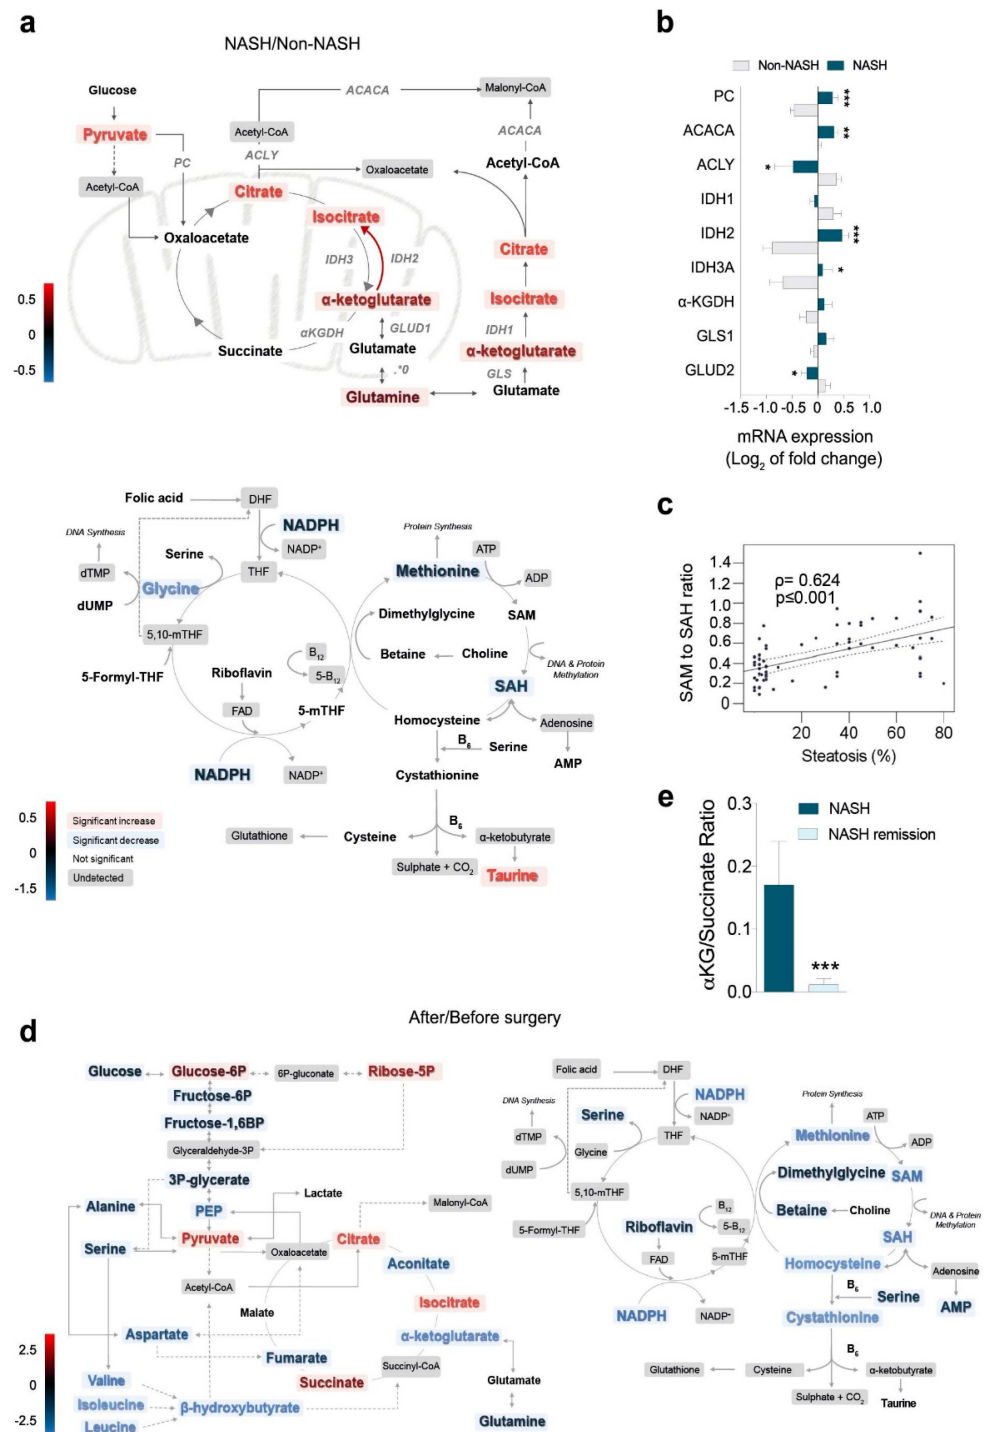 a
NASH/Non-NASH
Glucose
Pyruvate
Acetyl-CoA
PC
Oxaloacetate
Acetyl-CoA
ACLY
ACACA
Malonyl-CoA
ACACA
Acetyl-CoA
Oxaloacetate
Citrate
Isocitrate
IDH3
IDH2
α-ketoglutarate
αKGDH
GLUD1
Succinate
Glutamate
.*0
Glutamine
Citrate
Isocitrate
IDH1
α-ketoglutarate
GLS
Glutamate
0.5
0
-0.5
b
Non-NASH NASH
PC ***
ACACA **
ACLY *
IDH1
IDH2 ***
IDH3A *
α-KGDH
GLS1
GLUD2 *
-1.5 -1.0 -0.5 0 0.5 1.0
mRNA expression
(Log2 of fold change)
Folic acid
DHF
NADPH
NADP+
DNA Synthesis
Serine
THF
dTMP
Glycine
dUMP
5,10-mTHF
5-Formyl-THF
Riboflavin
FAD
B12
5-B12
5-mTHF
NADPH
NADP+
Protein Synthesis
ATP
Methionine
ADP
Dimethylglycine
SAM
Betaine
Choline
DNA & Protein
Methylation
SAH
Homocysteine
Adenosine
B6
Serine
AMP
Cystathionine
B6
Glutathione
Cysteine
α-ketobutyrate
Sulphate + CO2
Taurine
0.5
0
-1.5
Significant increase
Significant decrease
Not significant
Undetected
c
SAM to SAH ratio
1.4
1.2
1.0
0.8
0.6
0.4
0.2
0
ρ= 0.624
p≤0.001
20 40 60 80
Steatosis (%)
e
αKG/Succinate Ratio
0.3
0.2
0.1
0.0
NASH
NASH remission
***
d
After/Before surgery
Glucose
Glucose-6P
6P-gluconate
Ribose-5P
Fructose-6P
Fructose-1,6BP
Glyceraldehyde-3P
3P-glycerate
Alanine
PEP
Lactate
Malonyl-CoA
Serine
Pyruvate
Oxaloacetate
Citrate
Aconitate
Acetyl-CoA
Malate
Isocitrate
Aspartate
α-ketoglutarate
Fumarate
Succinyl-CoA
Succinate
Valine
Glutamate
Isoleucine
β-hydroxybutyrate
Leucine
Glutamine
2.5
0
-2.5
Folic acid
DHF
NADPH
NADP+
DNA Synthesis
Serine
dTMP
THF
Glycine
dUMP
5,10-mTHF
5-Formyl-THF
Riboflavin
FAD
B12
5-B12
5-mTHF
NADPH
NADP+
Protein Synthesis
ATP
Methionine
ADP
Dimethylglycine
SAM
Betaine
Choline
DNA & Protein
Methylation
SAH
Homocysteine
Adenosine
B6
Serine
AMP
Cystathionine
B6
Glutathione
Cysteine
α-ketobutyrate
Sulphate + CO2
Taurine